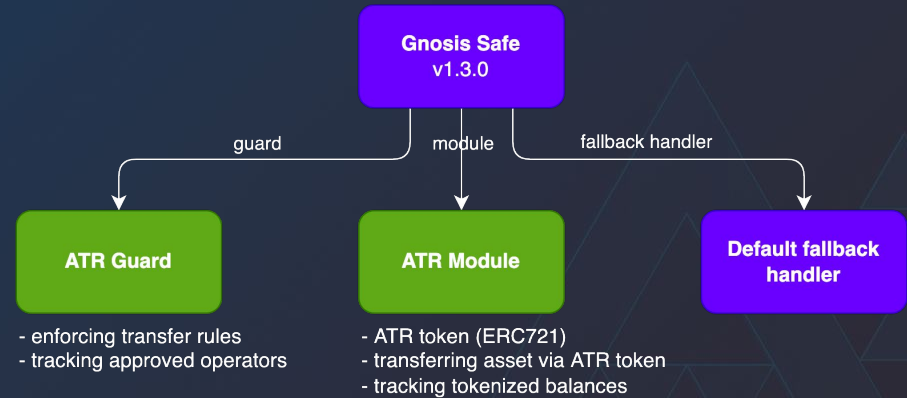 Gnosis Safe
v1.3.0
guard
module
fallback handler
ATR Guard
ATR Module
Default fallback
handler
- enforcing transfer rules
- tracking approved operators
- ATR token (ERC721)
- transferring asset via ATR token
- tracking tokenized balances